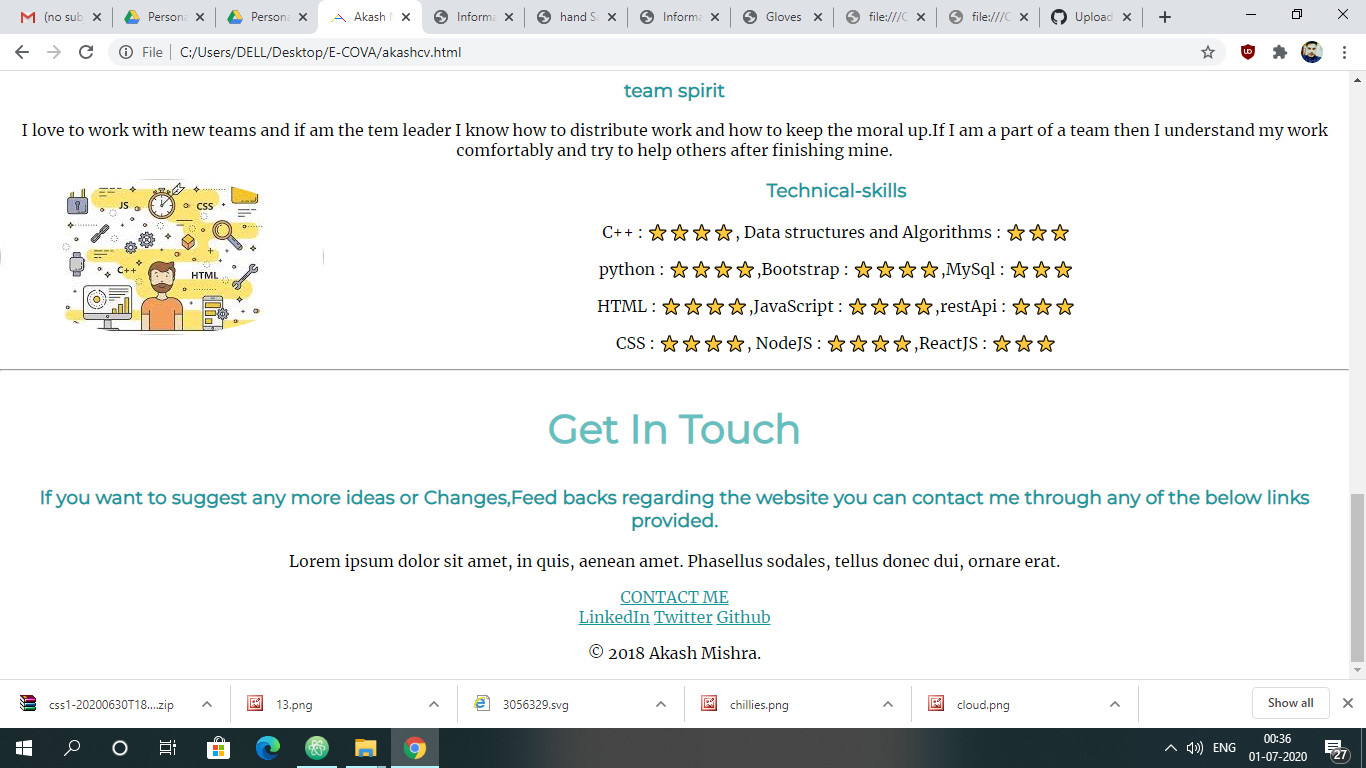 (no sub
Persona
Persona
Akash M
Informa
hand Sa
Informa
Gloves
file:///C
file:///C
Upload
File
C:/Users/DELL/Desktop/E-COVA/akashcv.html
team spirit
I love to work with new teams and if am the tem leader I know how to distribute work and how to keep the moral up.If I am a part of a team then I understand my work
comfortably and try to help others after finishing mine.
JS
CSS
C++
HTML
Technical-skills
C++ : ⭐⭐⭐⭐, Data structures and Algorithms : ⭐⭐⭐
python : ⭐⭐⭐⭐,Bootstrap : ⭐⭐⭐⭐,MySql : ⭐⭐⭐
HTML : ⭐⭐⭐⭐,JavaScript : ⭐⭐⭐⭐,restApi : ⭐⭐⭐
CSS : ⭐⭐⭐⭐, NodeJS : ⭐⭐⭐⭐,ReactJS : ⭐⭐⭐
Get In Touch
If you want to suggest any more ideas or Changes,Feed backs regarding the website you can contact me through any of the below links
provided.
Lorem ipsum dolor sit amet, in quis, aenean amet. Phasellus sodales, tellus donec dui, ornare erat.
CONTACT ME
LinkedIn Twitter Github
© 2018 Akash Mishra.
css1-20200630T18....zip
13.png
3056329.svg
chillies.png
cloud.png
Show all
ENG
00:36
01-07-2020
27